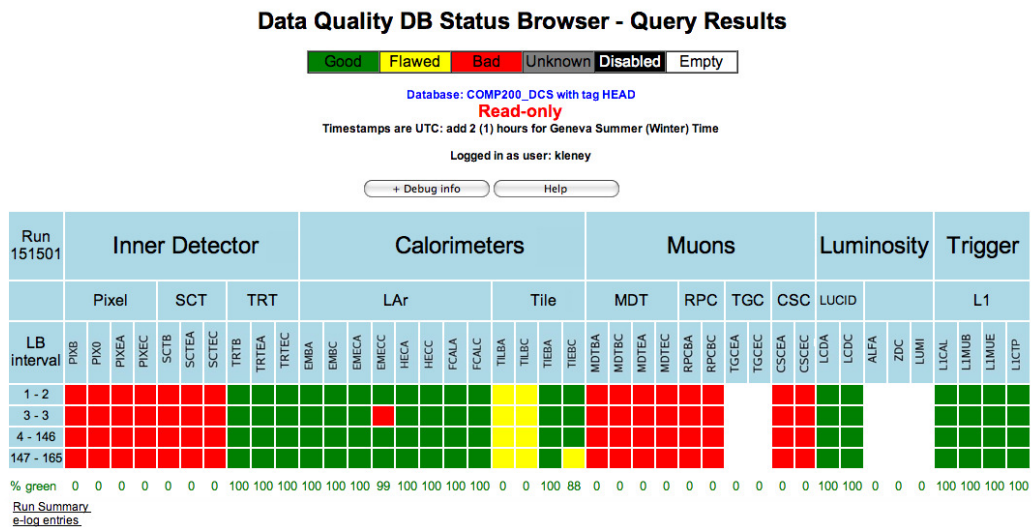 Data Quality DB Status Browser - Query Results
Good Flawed Bad Unknown Disabled Empty
Database: COMP200_DCS with tag HEAD
Read-only
Timestamps are UTC: add 2 (1) hours for Geneva Summer (Winter) Time
Logged in as user: kleney
+ Debug info Help
Run 151501 Inner Detector Calorimeters Muons Luminosity Trigger
Pixel SCT TRT LAr Tile MDT RPC TGC CSC LUCID L1
LB interval PIXB PIX0 PIXEA PIXEC SCTB SCTEA SCTEC TRTB TRTEA TRTEC EMBA EMBC EMECA EMECC HECA HECC FCALA FCALC TILBA TILBC TIEBA TIEBC MDTBA MDTBC MDTEA MDTEC RPCBA RPCBC TGCEA TGCEC CSCEA CSCEC LCDA LCDC ALFA ZDC LUMI L1CAL L1MUB L1MUE L1CTP
1 - 2
3 - 3
4 - 146
147 - 165
% green 0 0 0 0 0 0 0 100 100 100 100 100 100 99 100 100 100 100 0 0 100 88 0 0 0 0 0 0 0 0 0 0 100 100 0 0 0 100 100 100 100
Run Summary
e-log entries